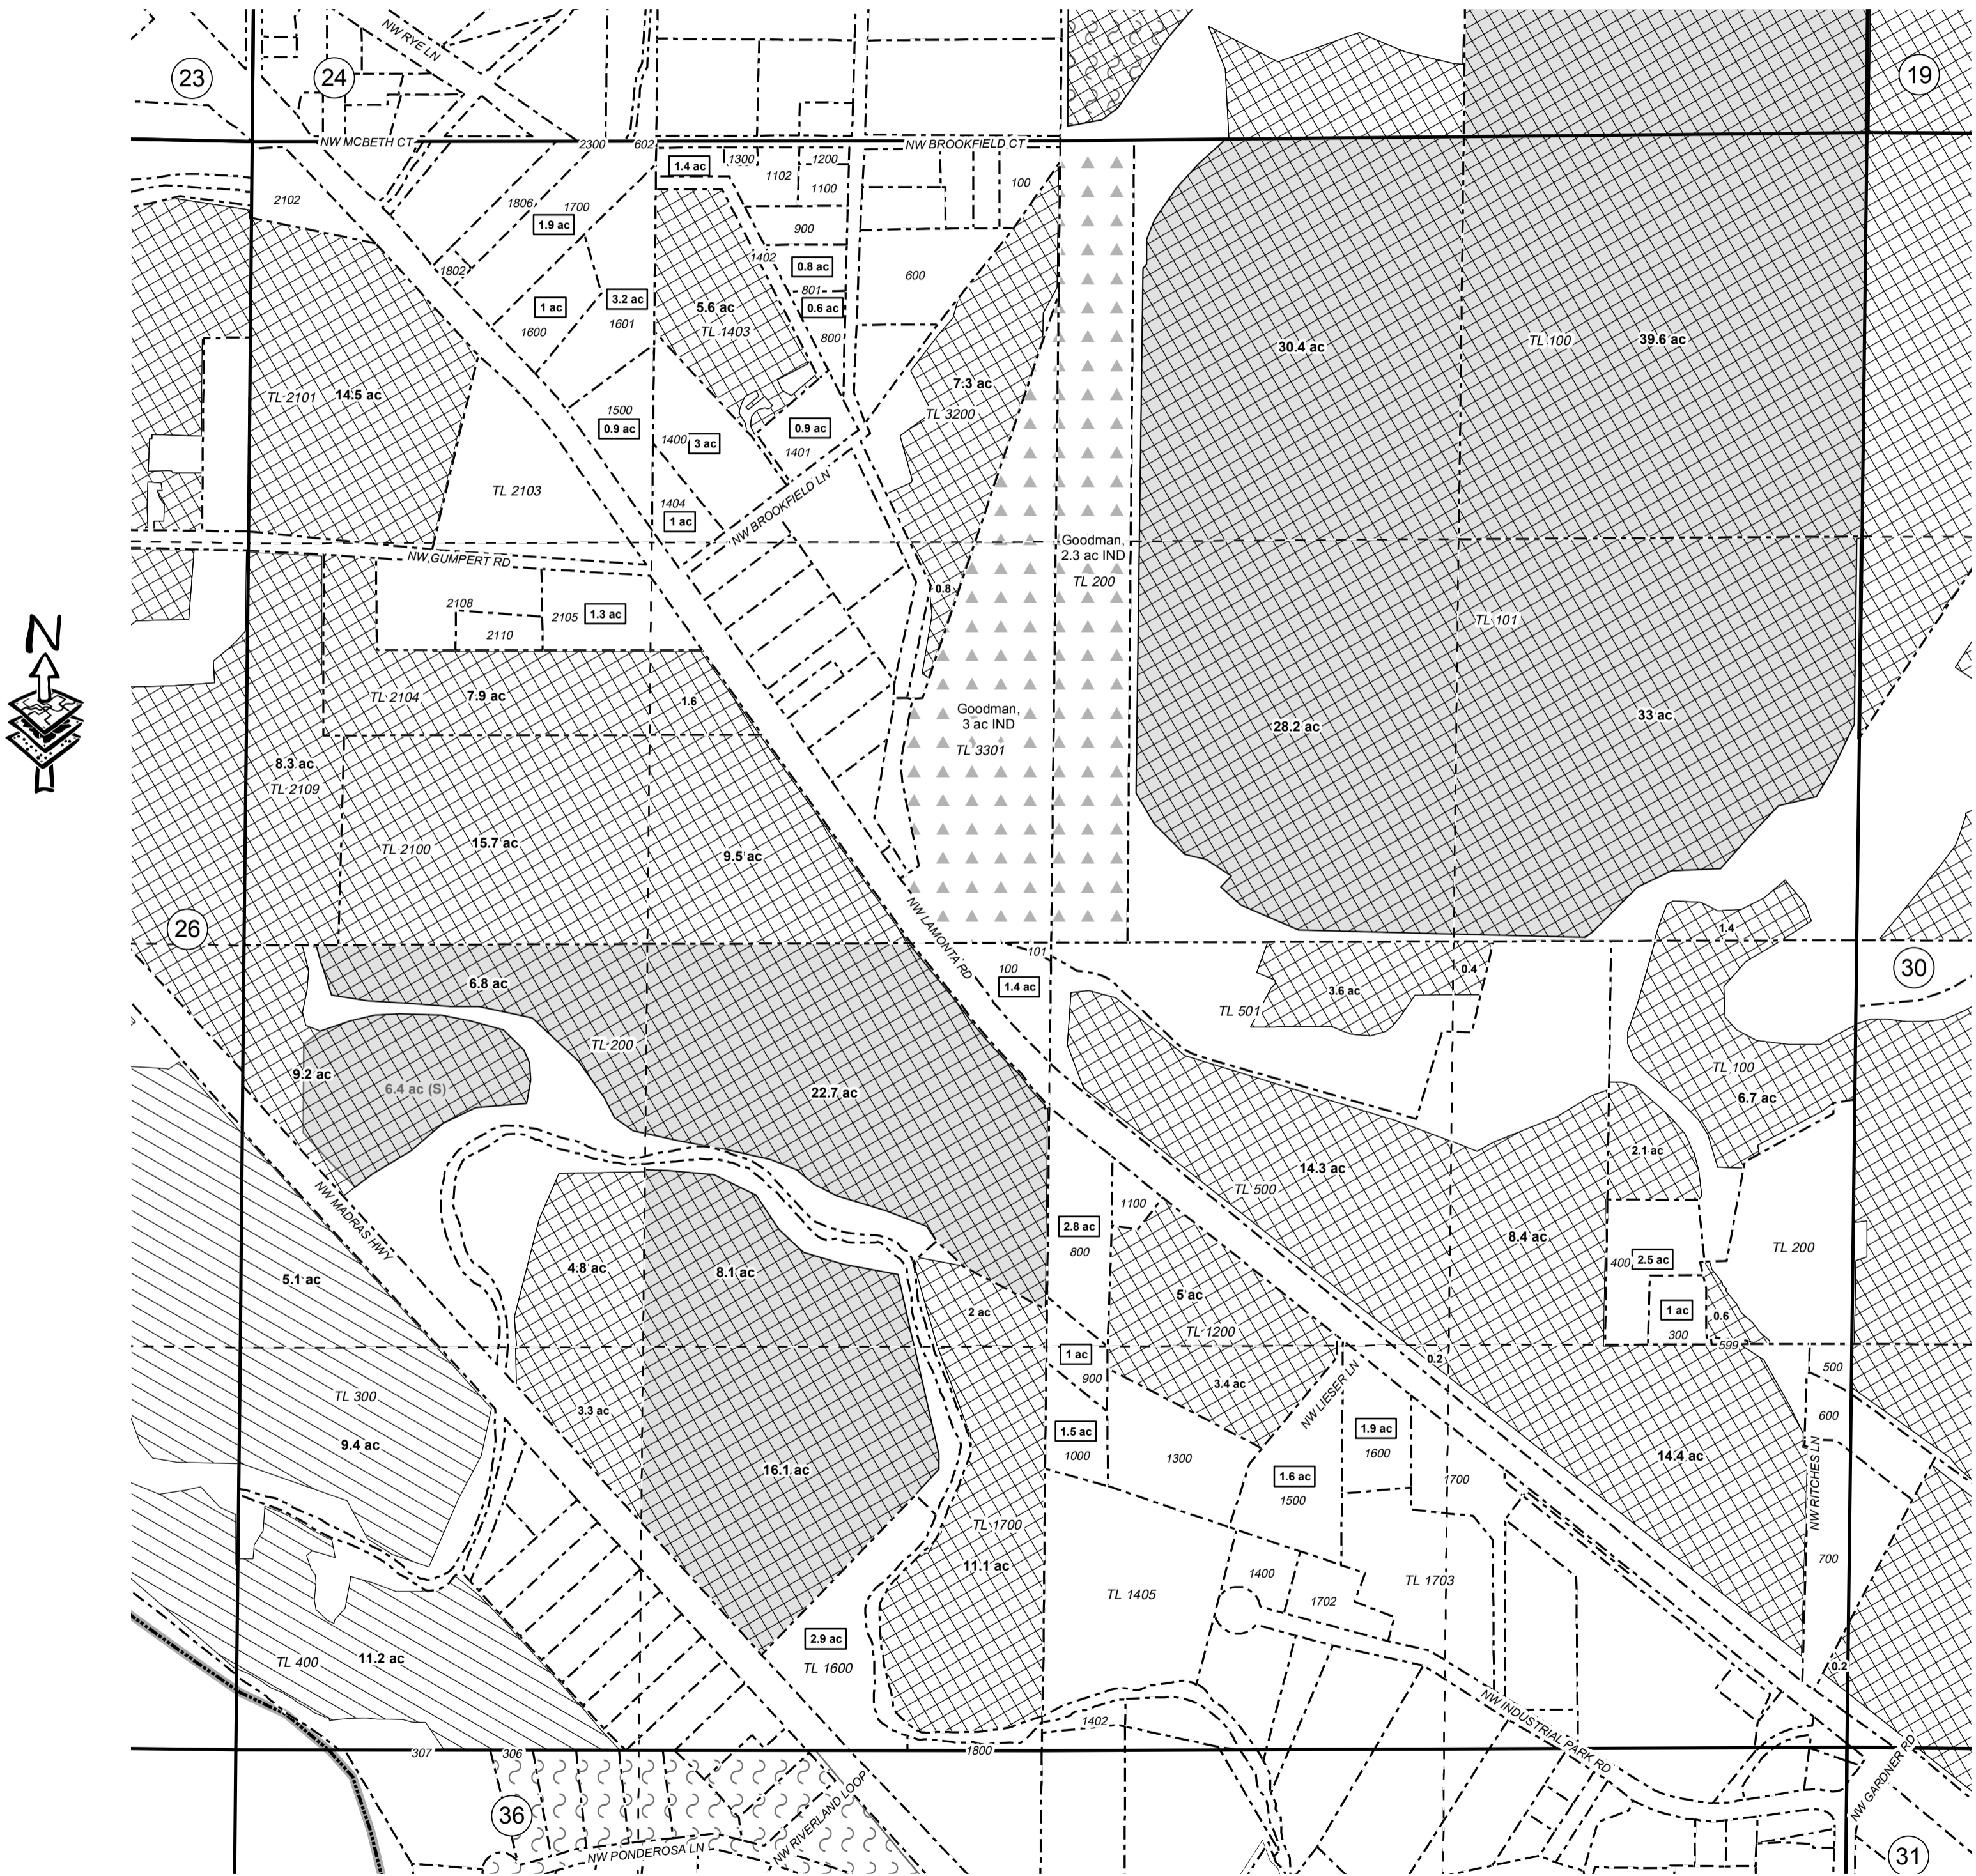 NW RYE LN
23
24
19
NW MCBETH CT
2300
602
NW BROOKFIELD CT
1.4 ac
1300
1200
1102
1100
100
2102
1806
1700
1.9 ac
900
1402
0.8 ac
600
1802
801
1 ac
3.2 ac
5.6 ac
0.6 ac
1600
1601
TL 1403
800
30.4 ac
TL 100
39.6 ac
TL 2101
14.5 ac
7.3 ac
TL 3200
1500
0.9 ac
1400
3 ac
0.9 ac
1401
TL 2103
1404
1 ac
NW BROOKFIELD LN
Goodman,
2.3 ac IND
TL 200
NW GUMPERT RD
0.8
2108
2105
1.3 ac
2110
TL 101
N
TL 2104
7.9 ac
1.6
Goodman,
3 ac IND
TL 3301
28.2 ac
33 ac
8.3 ac
TL 2109
TL 2100
15.7 ac
9.5 ac
26
NW LAMONTA RD
1.4
101
100
1.4 ac
0.4
3.6 ac
30
6.8 ac
TL 501
TL 200
9.2 ac
6.4 ac (S)
22.7 ac
TL 100
6.7 ac
2.1 ac
14.3 ac
TL 500
NW MADRAS HWY
1100
2.8 ac
800
8.4 ac
TL 200
400
2.5 ac
5.1 ac
4.8 ac
8.1 ac
2 ac
5 ac
TL 1200
1 ac
300
0.6
599
1 ac
900
0.2
500
TL 300
3.3 ac
3.4 ac
NW LIESER LN
600
9.4 ac
1.5 ac
1000
1300
1.9 ac
1600
14.4 ac
16.1 ac
1.6 ac
1500
1700
NW RITCHES LN
TL 1700
11.1 ac
700
1400
1702
TL 1703
TL 1405
2.9 ac
TL 1600
TL 400
11.2 ac
0.2
1402
NW INDUSTRIAL PARK RD
307
306
1800
NW GARDNER RD
36
NW RIVERLAND LOOP
NW PONDEROSA LN
31